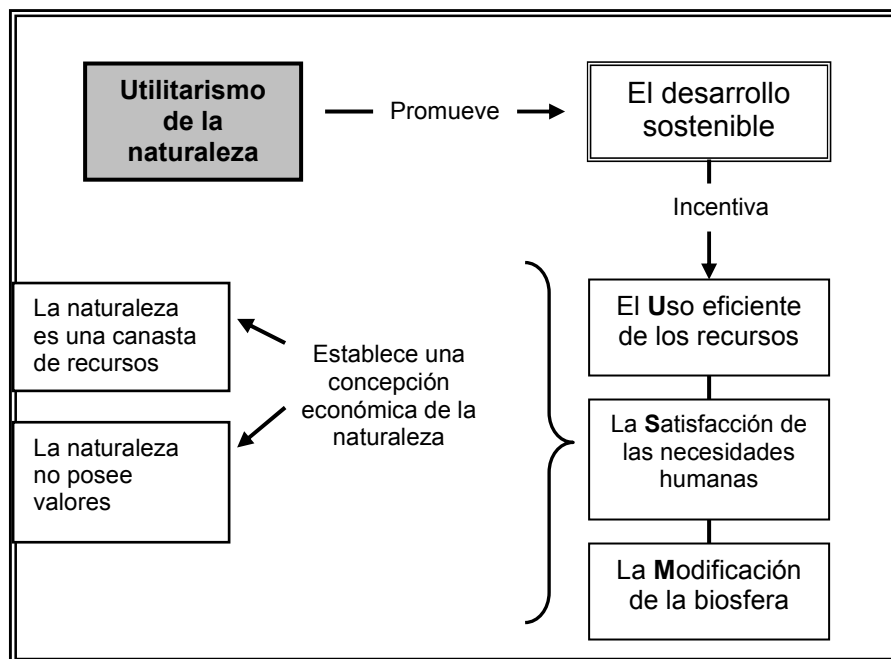 Utilitarismo
de la
naturaleza
Promueve
El desarrollo
sostenible
Incentiva
El Uso eficiente
de los recursos
La Satisfacción de
las necesidades
humanas
La Modificación
de la biosfera
Establece una
concepción
económica de la
naturaleza
La naturaleza
es una canasta
de recursos
La naturaleza
no posee
valores